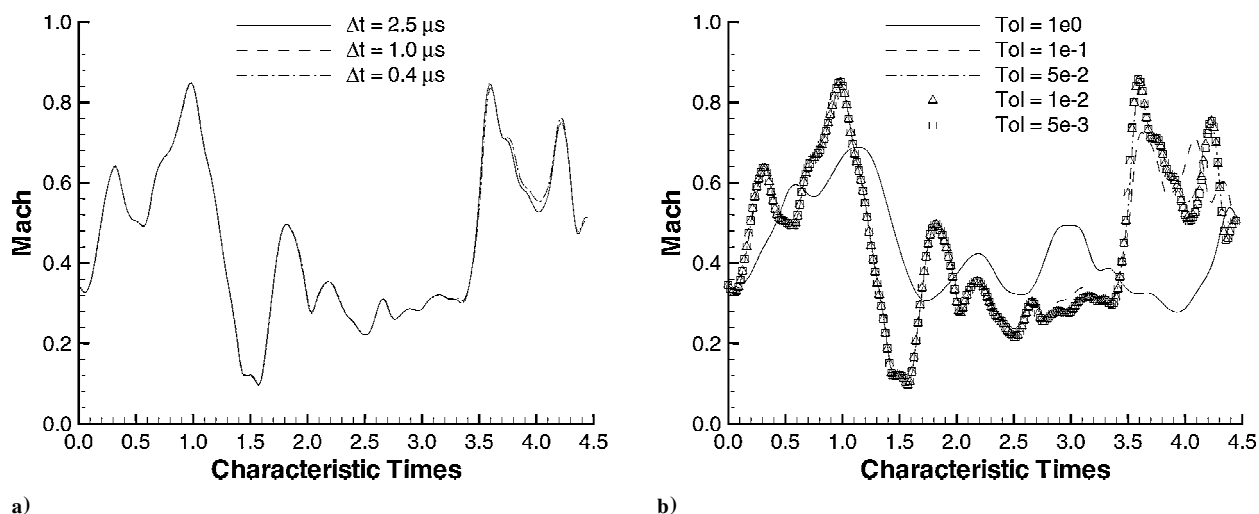 1.0
0.8
0.6
0.4
0.2
0.0
Mach
Δt = 2.5 µs
Δt = 1.0 µs
Δt = 0.4 µs
0.0 0.5 1.0 1.5 2.0 2.5 3.0 3.5 4.0 4.5
Characteristic Times
a)
1.0
0.8
0.6
0.4
0.2
0.0
Mach
Tol = 1e0
Tol = 1e-1
Tol = 5e-2
Tol = 1e-2
Tol = 5e-3
0.0 0.5 1.0 1.5 2.0 2.5 3.0 3.5 4.0 4.5
Characteristic Times
b)